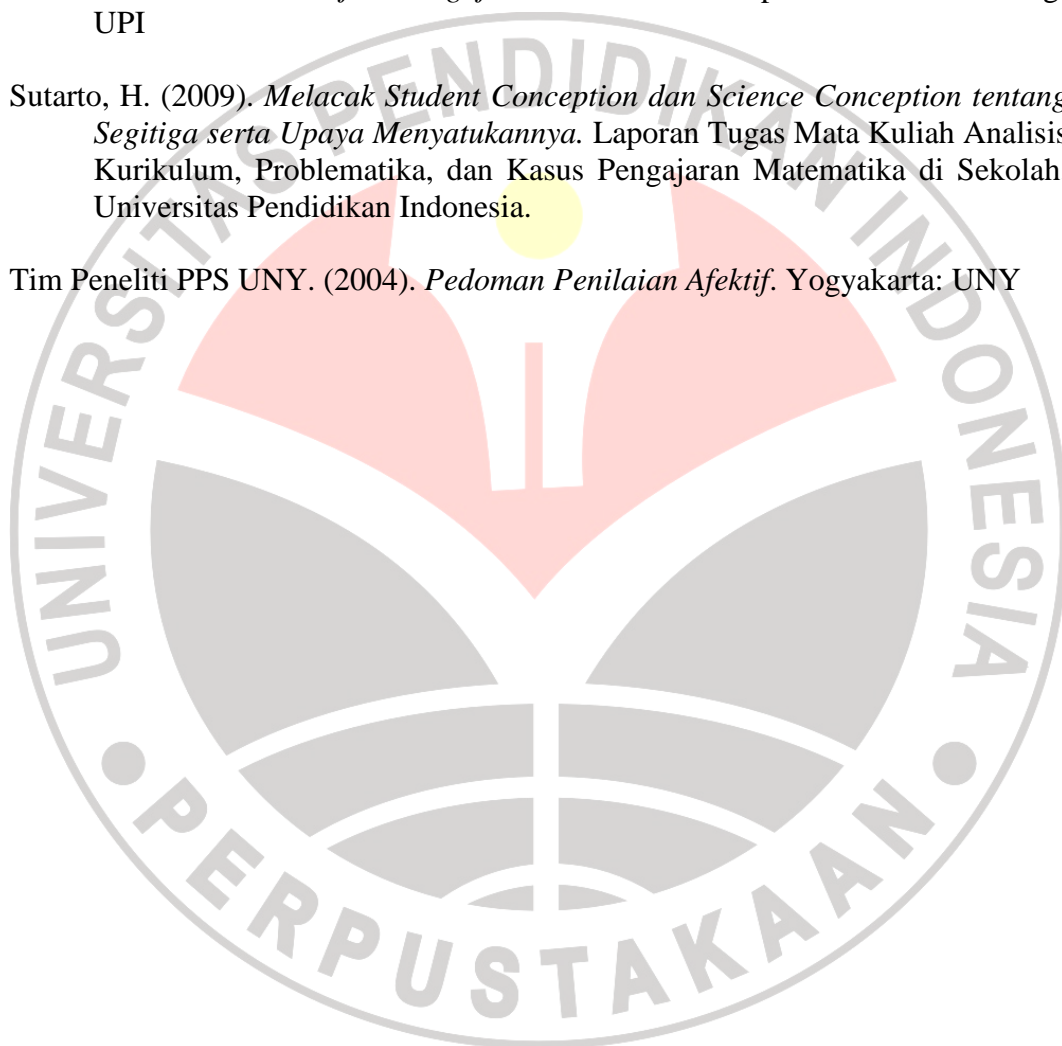 UPI
Sutarto, H. (2009). Melacak Student Conception dan Science Conception tentang
Segitiga serta Upaya Menyatukannya. Laporan Tugas Mata Kuliah Analisis
Kurikulum, Problematika, dan Kasus Pengajaran Matematika di Sekolah
Universitas Pendidikan Indonesia.
Tim Peneliti PPS UNY. (2004). Pedoman Penilaian Afektif. Yogyakarta: UNY
UNIVERSITAS PENDIDIKAN INDONESIA
PERPUSTAKAAN